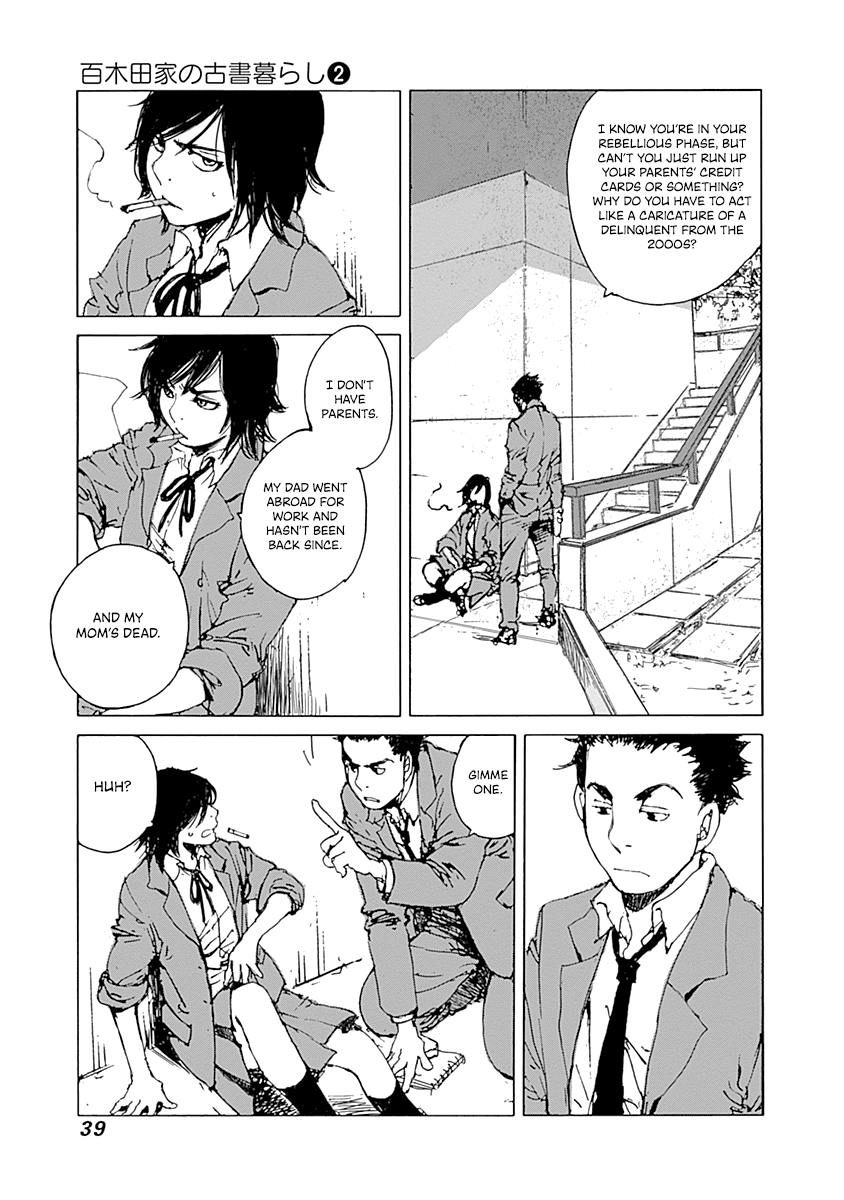 百木田家の古書暮らし❷
I KNOW YOU'RE IN YOUR
REBELLIOUS PHASE, BUT
CAN'T YOU JUST RUN UP
YOUR PARENTS' CREDIT
CARDS OR SOMETHING?
WHY DO YOU HAVE TO ACT
LIKE A CARICATURE OF A
DELINQUENT FROM THE
2000S?
I DON'T
HAVE
PARENTS.
MY DAD WENT
ABROAD FOR
WORK AND
HASN'T BEEN
BACK SINCE.
AND MY
MOM'S DEAD.
GIMME
ONE.
HUH?
39